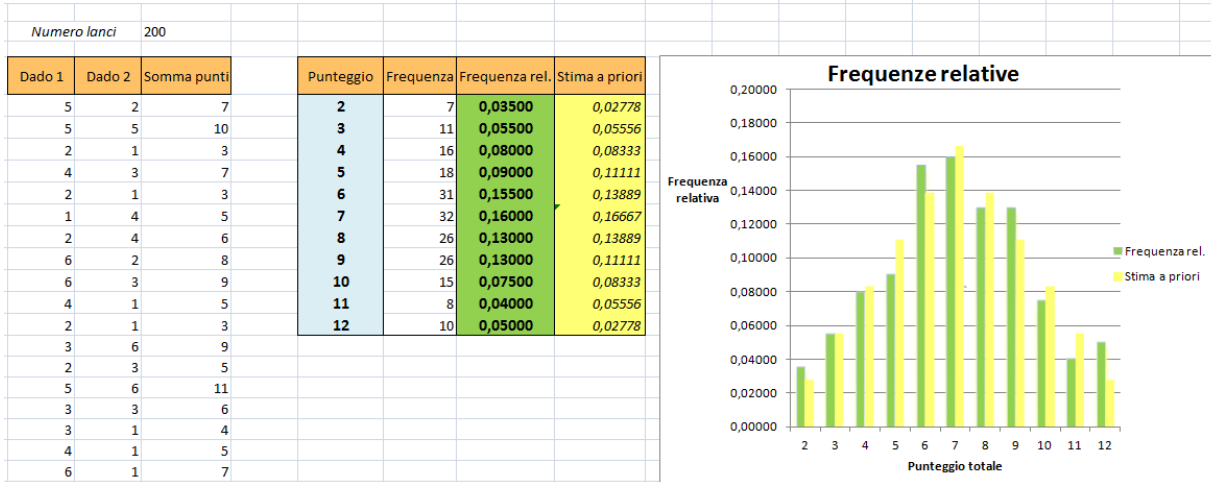 Numero lanci 200
Dado 1 Dado 2 Somma punti
5 2 7
5 5 10
2 1 3
4 3 7
2 1 3
1 4 5
2 4 6
6 2 8
6 3 9
4 1 5
2 1 3
3 6 9
2 3 5
5 6 11
3 3 6
3 1 4
4 1 5
6 1 7
Punteggio Frequenza Frequenza rel. Stima a priori
2 7 0,03500 0,02778
3 11 0,05500 0,05556
4 16 0,08000 0,08333
5 18 0,09000 0,11111
6 31 0,15500 0,13889
7 32 0,16000 0,16667
8 26 0,13000 0,13889
9 26 0,13000 0,11111
10 15 0,07500 0,08333
11 8 0,04000 0,05556
12 10 0,05000 0,02778
Frequenze relative
0,20000
0,18000
0,16000
0,14000
0,12000
0,10000
0,08000
0,06000
0,04000
0,02000
0,00000
Frequenza
relativa
2 3 4 5 6 7 8 9 10 11 12
Punteggio totale
Frequenza rel.
Stima a priori